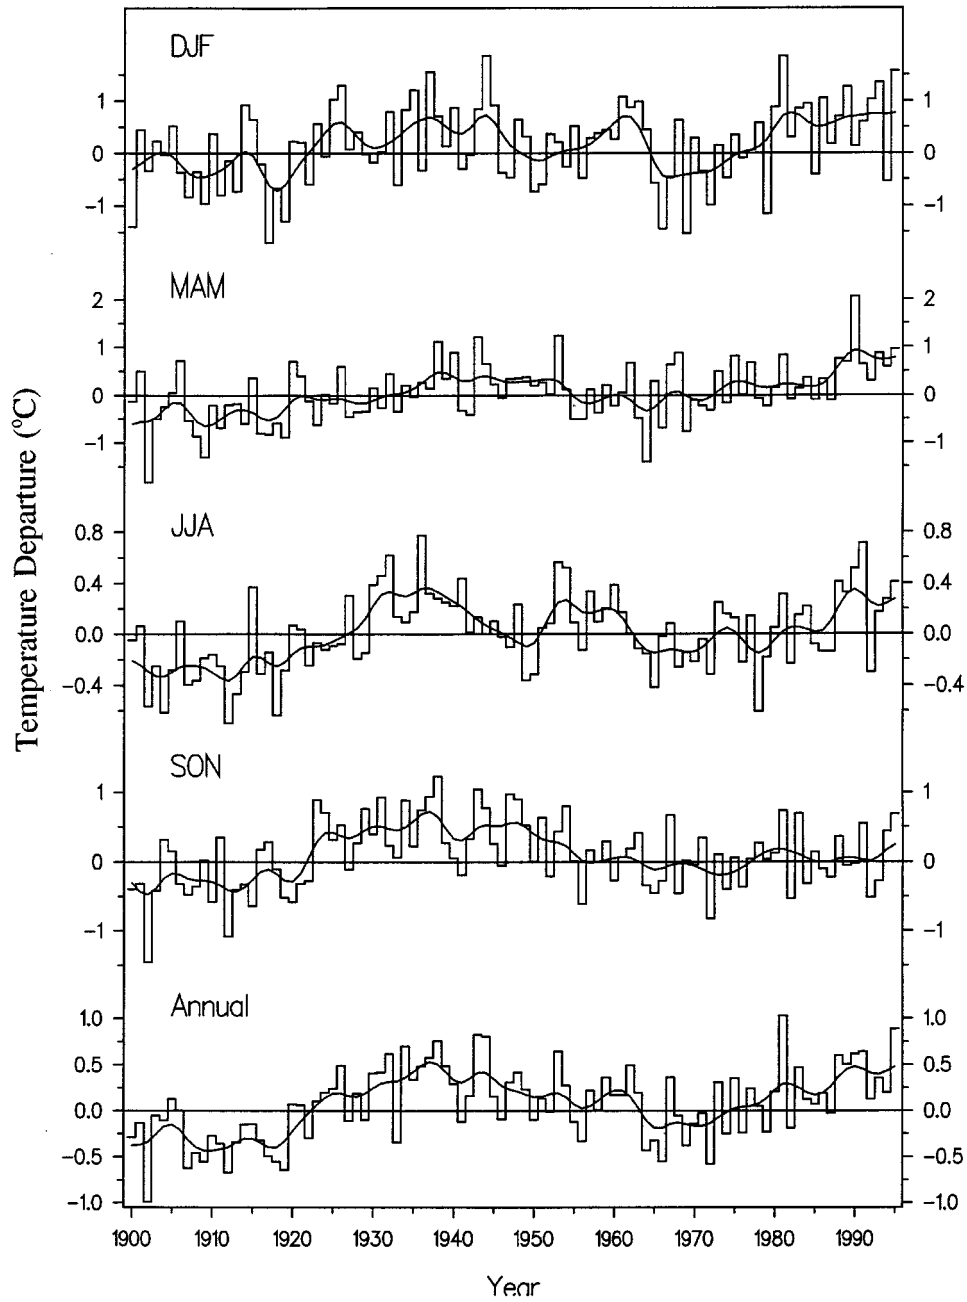 DJF
1 1
0 0
−1 −1
MAM
2 2
1 1
0 0
−1 −1
Temperature Departure (°C)
JJA
0.8 0.8
0.4 0.4
0.0 0.0
−0.4 −0.4
SON
1 1
0 0
−1 −1
Annual
1.0 1.0
0.5 0.5
0.0 0.0
−0.5 −0.5
−1.0 −1.0
1900 1910 1920 1930 1940 1950 1960 1970 1980 1990
Year